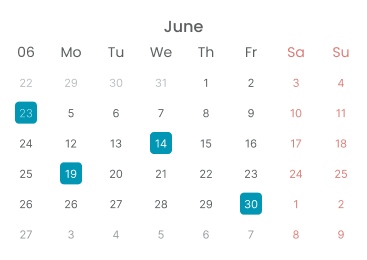 June
06 Mo Tu We Th Fr Sa Su
22 29 30 31 1 2 3 4
23 5 6 7 8 9 10 11
24 12 13 14 15 16 17 18
25 19 20 21 22 23 24 25
26 26 27 28 29 30 1 2
27 3 4 5 6 7 8 9